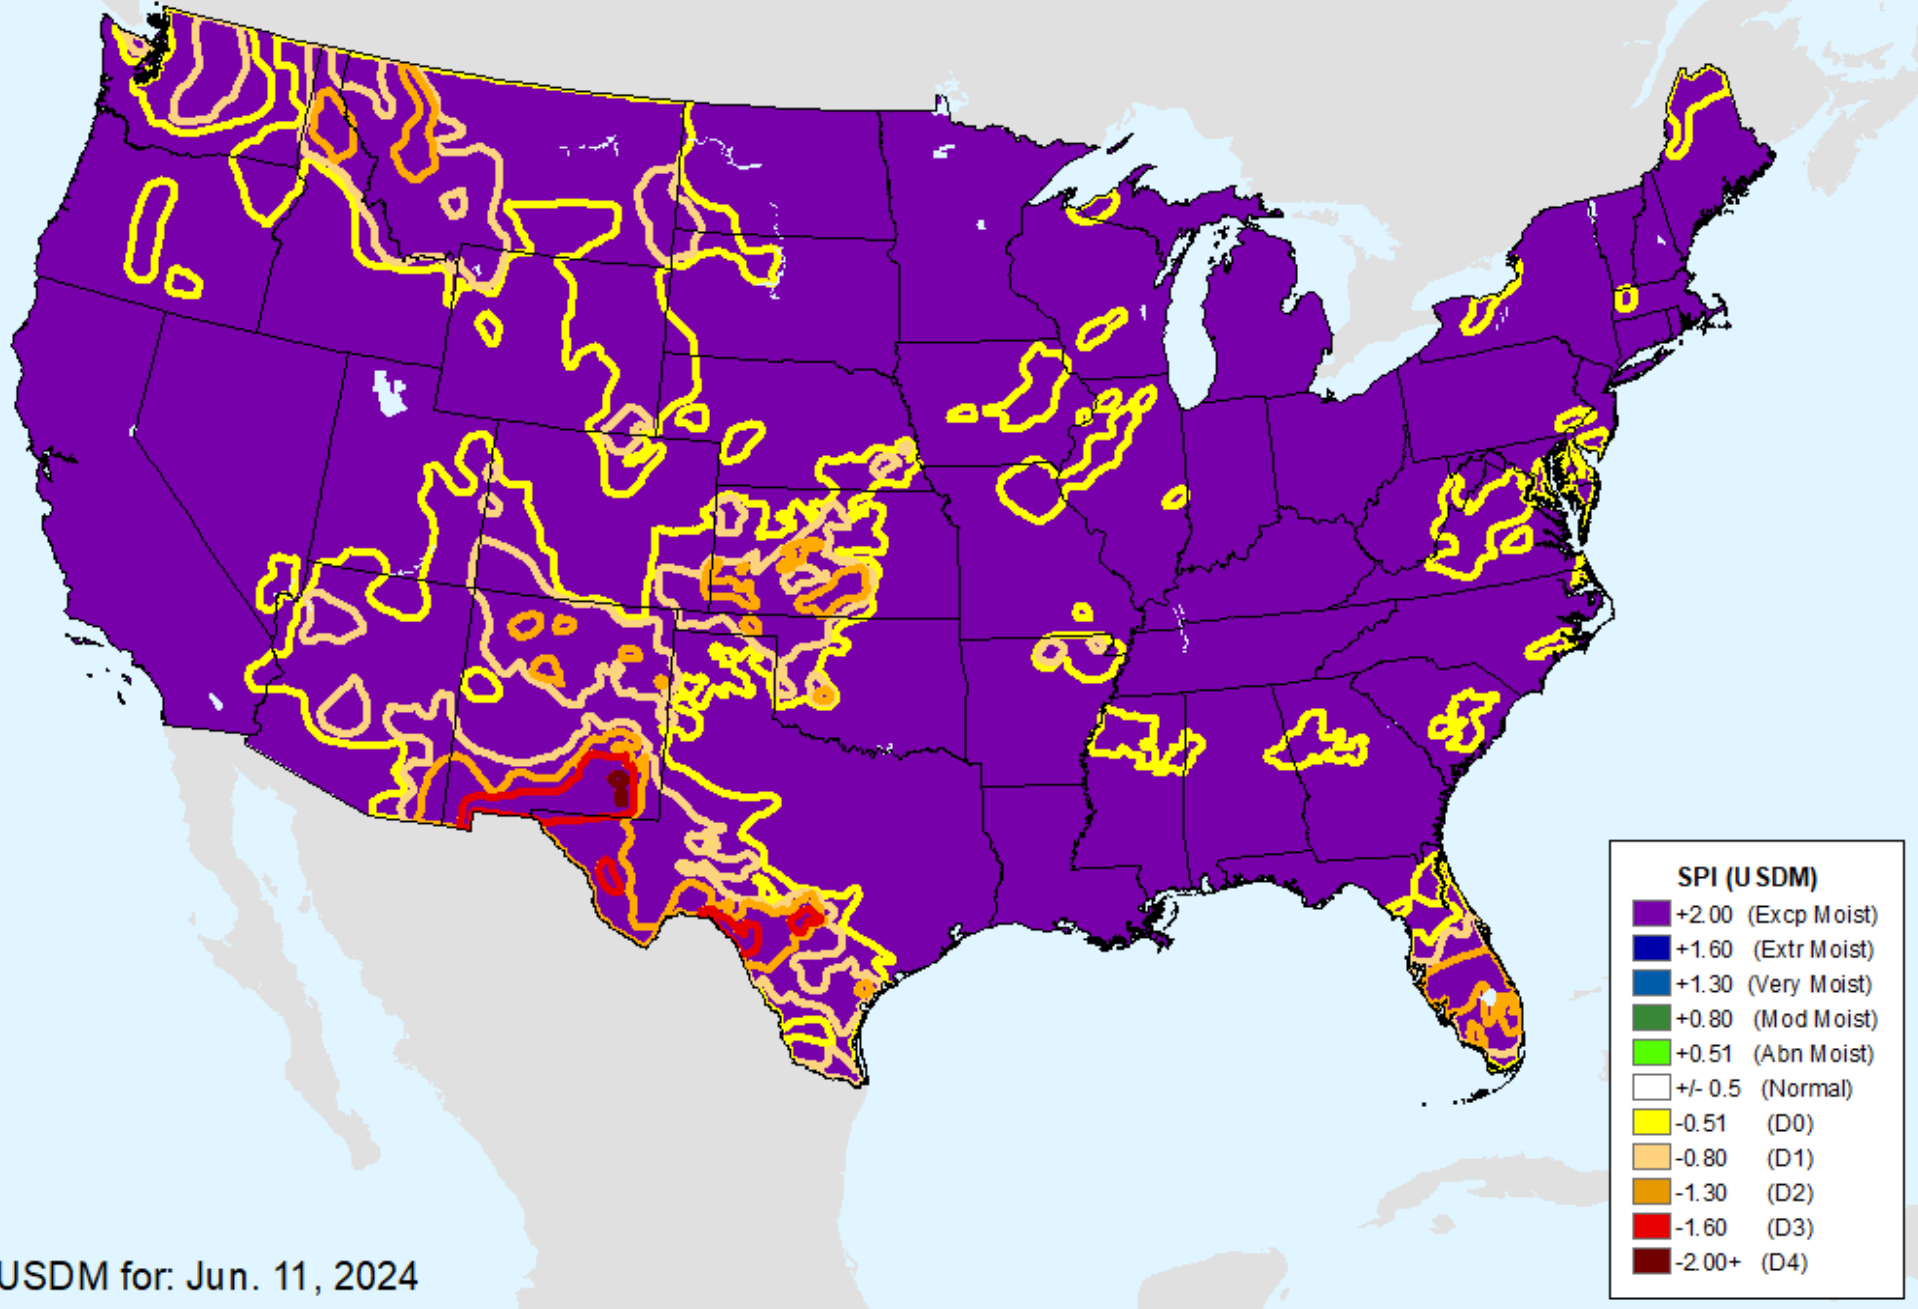 SPI (USDM)
+2.00 (Excp Moist)
+1.60 (Extr Moist)
+1.30 (Very Moist)
+0.80 (Mod Moist)
+0.51 (Abn Moist)
+/- 0.5 (Normal)
-0.51 (D0)
-0.80 (D1)
-1.30 (D2)
-1.60 (D3)
-2.00+ (D4)
USDM for: Jun. 11, 2024